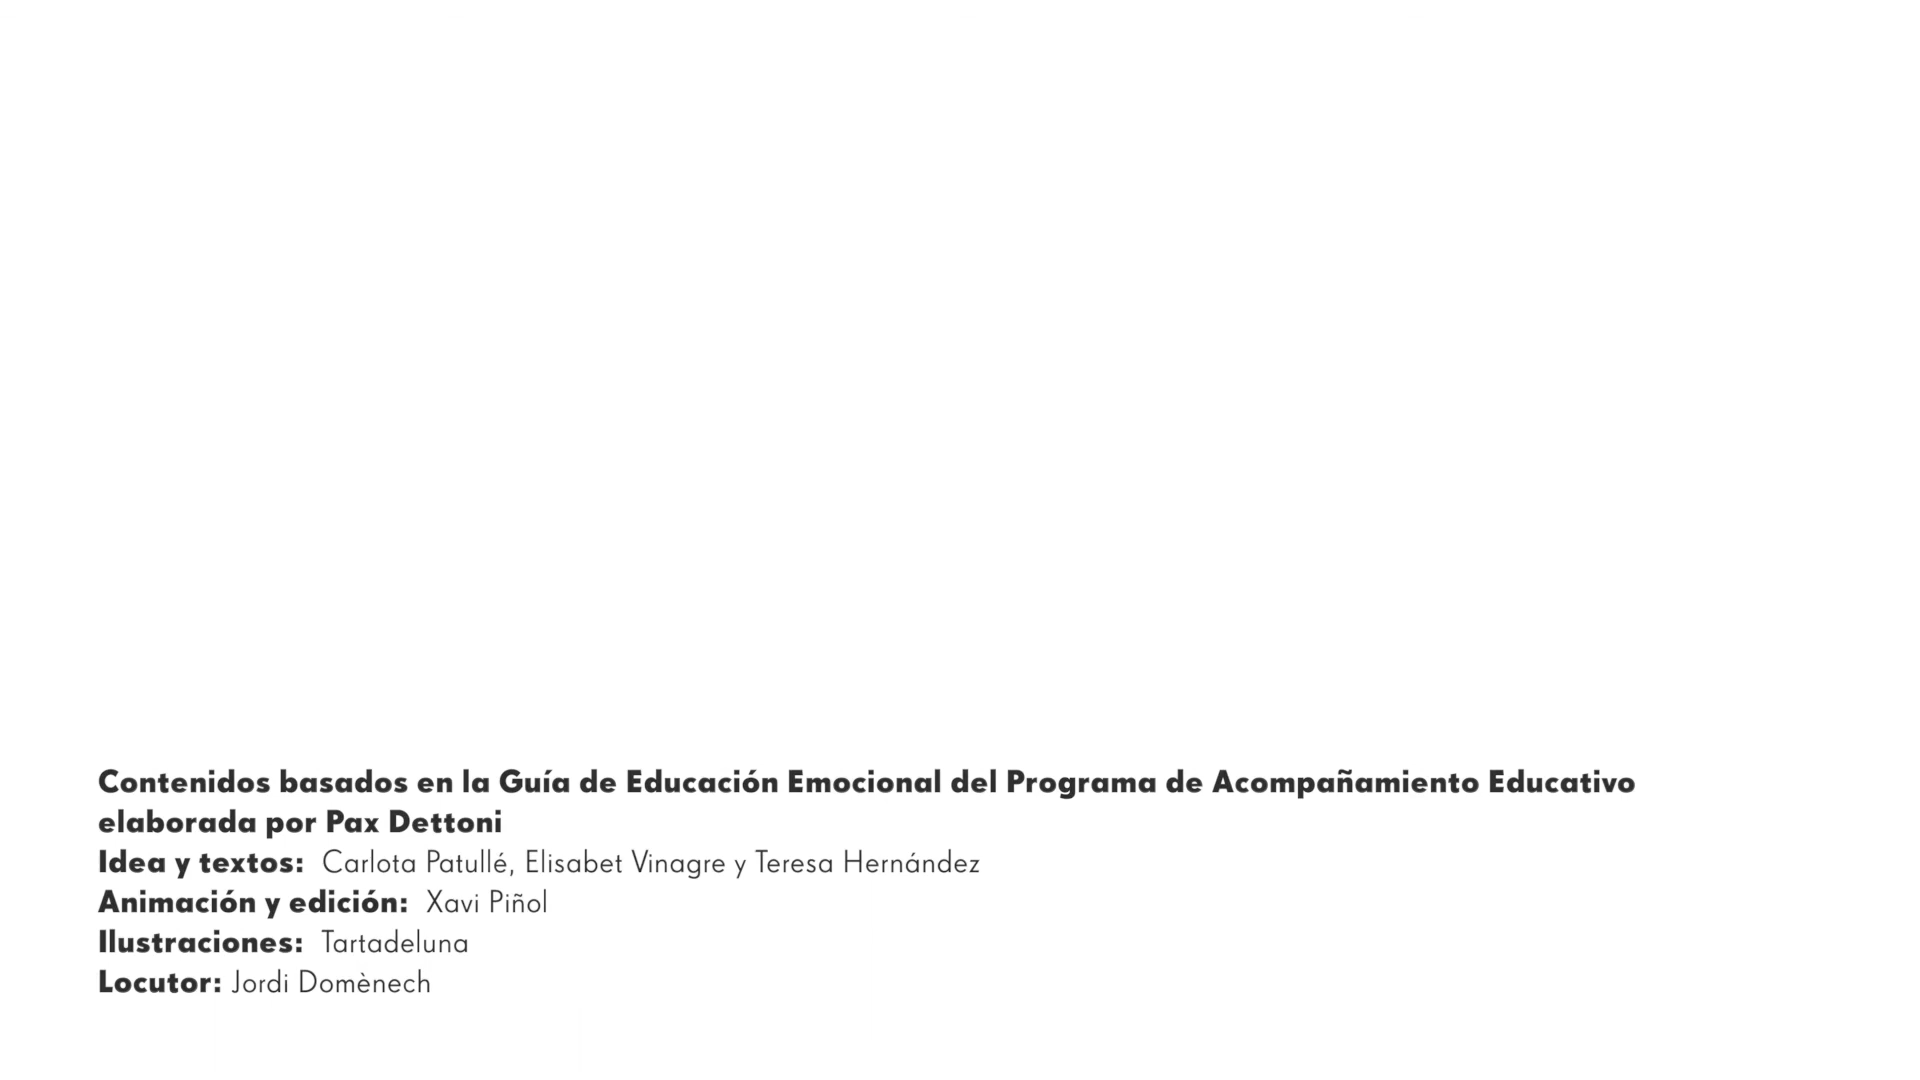 Contenidos basados en la Guía de Educación Emocional del Programa de Acompañamiento Educativo
elaborada por Pax Dettoni
Idea y textos: Carlota Patullé, Elisabet Vinagre y Teresa Hernández
Animación y edición: Xavi Piñol
Ilustraciones: Tartadeluna
Locutor: Jordi Domènech